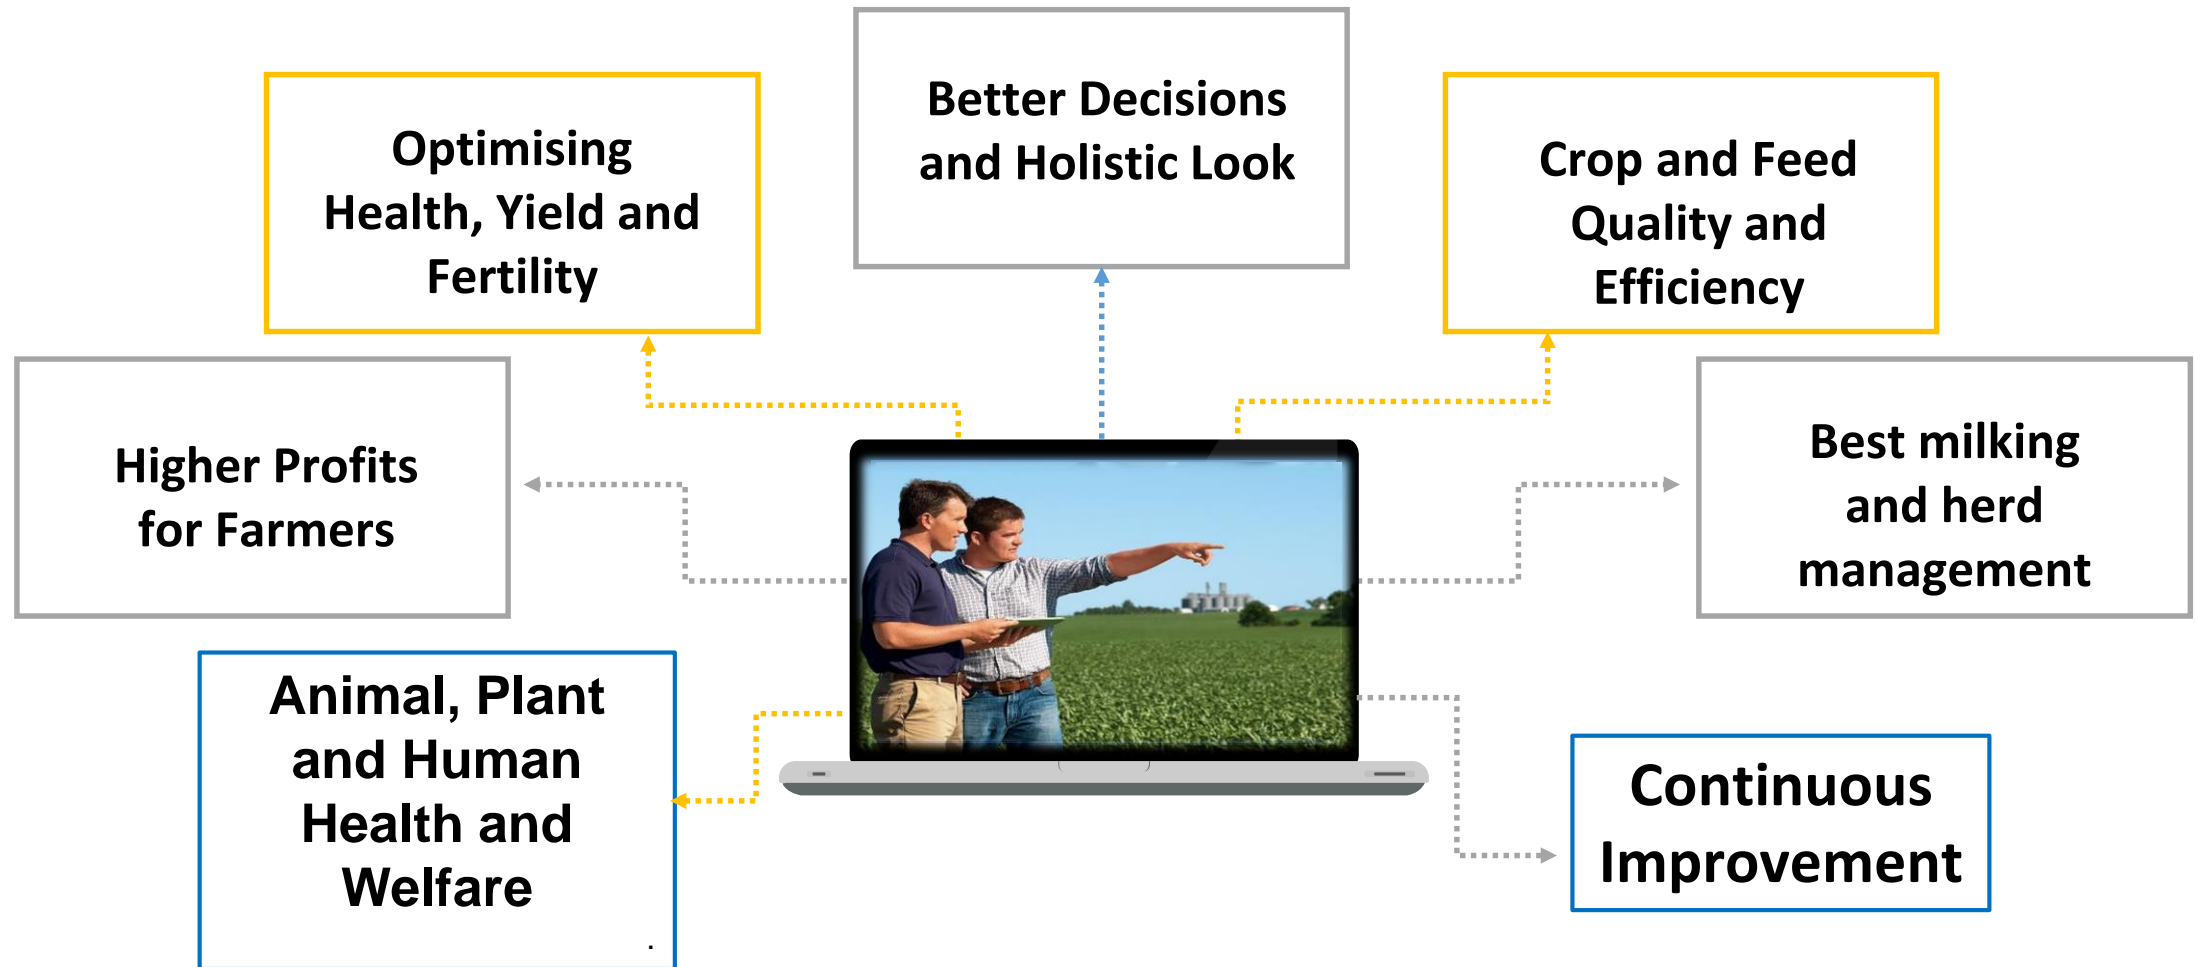 Better Decisions
and Holistic Look
Optimising
Health, Yield and
Fertility
Crop and Feed
Quality and
Efficiency
Higher Profits
for Farmers
Best milking
and herd
management
Animal, Plant
and Human
Health and
Welfare
.
Continuous
Improvement